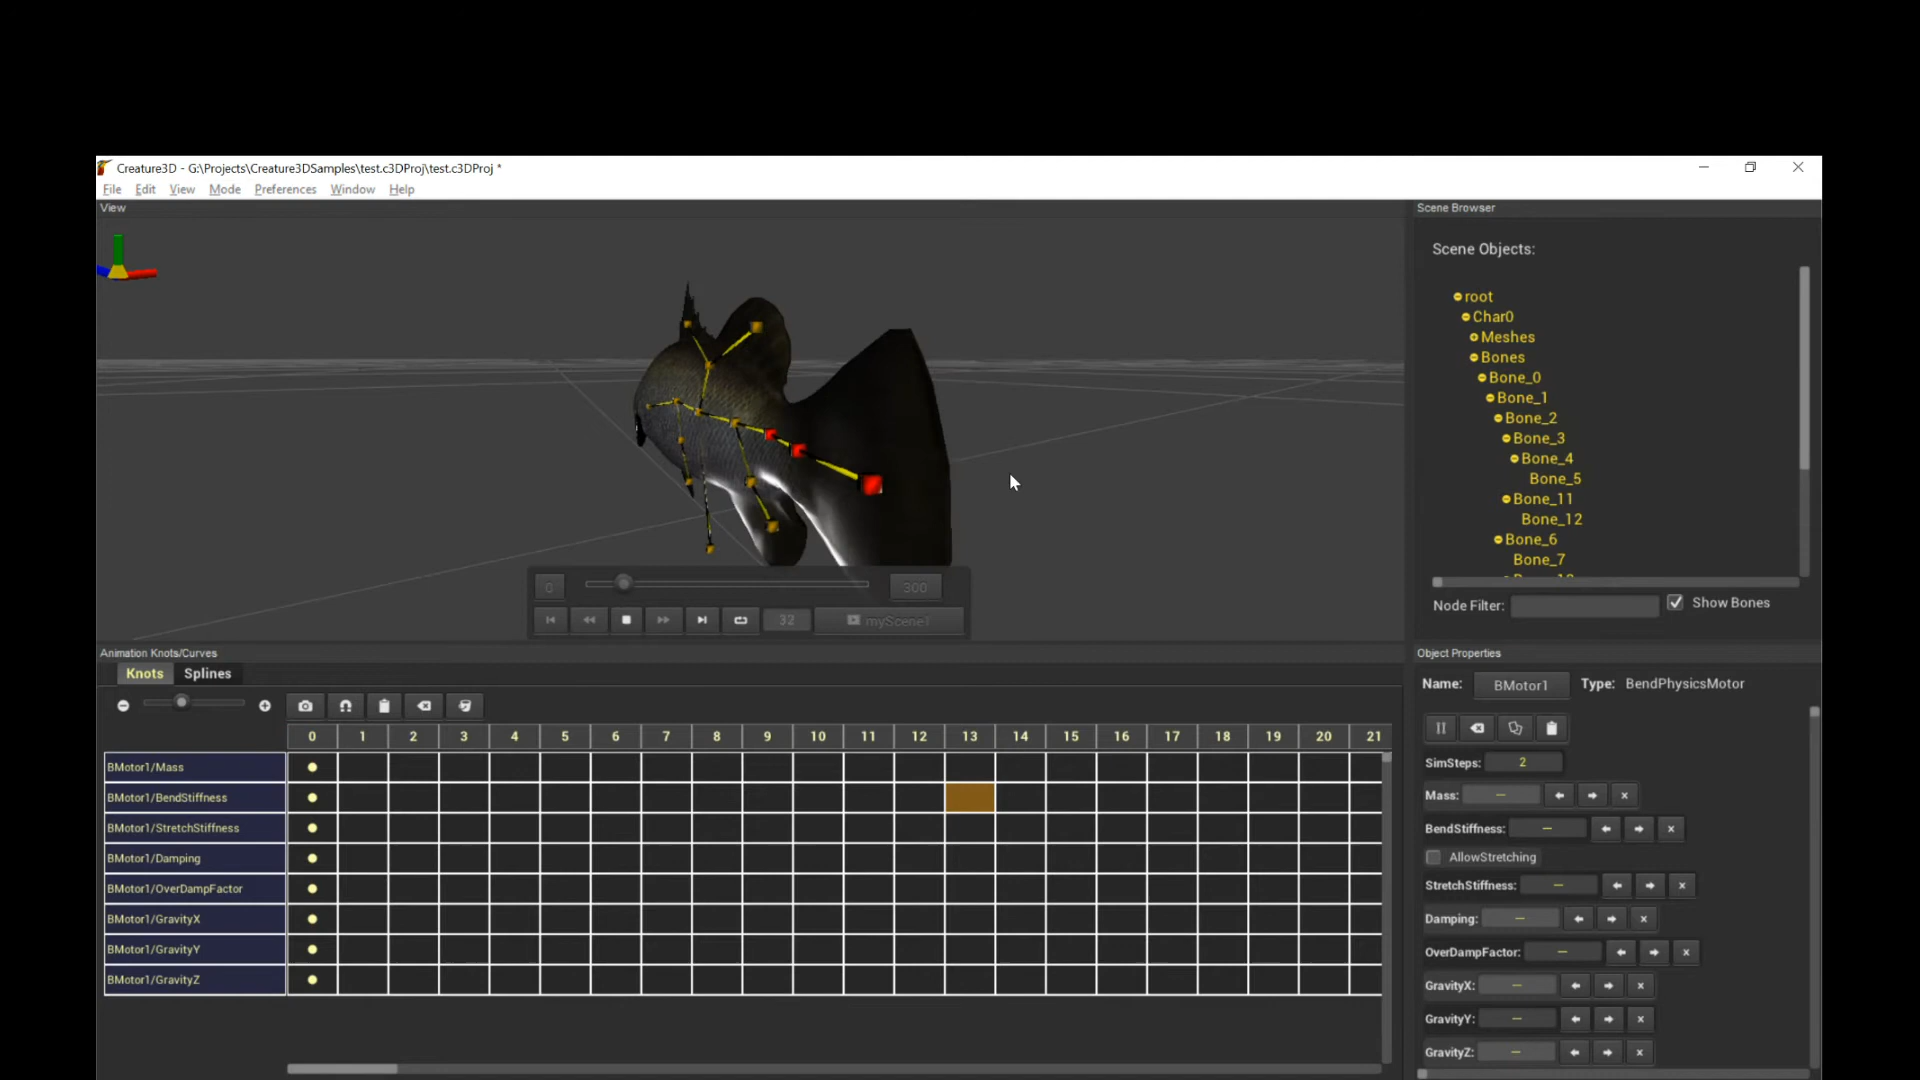 Creature3D - G:\Projects\Creature3DSamples\test.c3DProj\test.c3DProj *
File Edit View Mode Preferences Window Help
View
Scene Browser
Scene Objects:
root
Char0
Meshes
Bones
Bone_0
Bone_1
Bone_2
Bone_3
Bone_4
Bone_5
Bone_11
Bone_12
Bone_6
Bone_7
Node Filter: Show Bones
0 300
32 myScene1
Animation Knots/Curves
Knots Splines
0 1 2 3 4 5 6 7 8 9 10 11 12 13 14 15 16 17 18 19 20 21
BMotor1/Mass
BMotor1/BendStiffness
BMotor1/StretchStiffness
BMotor1/Damping
BMotor1/OverDampFactor
BMotor1/GravityX
BMotor1/GravityY
BMotor1/GravityZ
Object Properties
Name: BMotor1 Type: BendPhysicsMotor
SimSteps: 2
Mass:
BendStiffness:
AllowStretching
StretchStiffness:
Damping:
OverDampFactor:
GravityX:
GravityY:
GravityZ: